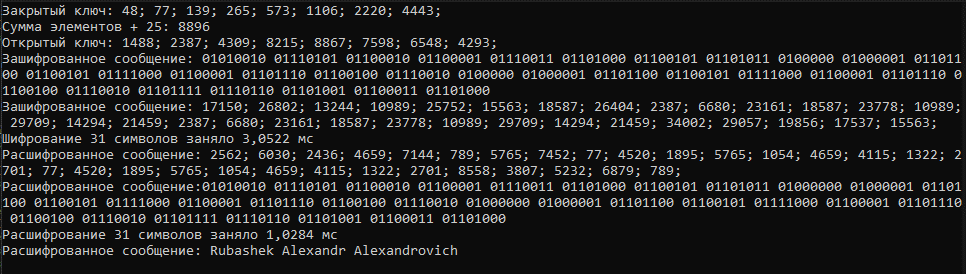 Закрытый ключ: 48; 77; 139; 265; 573; 1106; 2220; 4443;
Сумма элементов + 25: 8896
Открытый ключ: 1488; 2387; 4309; 8215; 8867; 7598; 6548; 4293;
Зашифрованное сообщение: 01010010 01110101 01100010 01100001 01110011 01101000 01100101 01101011 0100000 01000001 011011
00 01100101 01111000 01100001 01101110 01100100 01110010 0100000 01000001 01101100 01100101 01111000 01100001 01101110 0
1100100 01110010 01101111 01110110 01101001 01100011 01101000
Зашифрованное сообщение: 17150; 26802; 13244; 10989; 25752; 15563; 18587; 26404; 2387; 6680; 23161; 18587; 23778; 10989;
 29709; 14294; 21459; 2387; 6680; 23161; 18587; 23778; 10989; 29709; 14294; 21459; 34002; 29057; 19856; 17537; 15563;
Шифрование 31 символов заняло 3,0522 мс
Расшифрованное сообщение: 2562; 6030; 2436; 4659; 7144; 789; 5765; 7452; 77; 4520; 1895; 5765; 1054; 4659; 4115; 1322; 2
701; 77; 4520; 1895; 5765; 1054; 4659; 4115; 1322; 2701; 8558; 3807; 5232; 6879; 789;
Расшифрованное сообщение:01010010 01110101 01100010 01100001 01110011 01101000 01100101 01101011 01000000 01000001 01101
100 01100101 01111000 01100001 01101110 01100100 01110010 01000000 01000001 01101100 01100101 01111000 01100001 01101110
 01100100 01110010 01101111 01110110 01101001 01100011 01101000
Расшифрование 31 символов заняло 1,0284 мс
Расшифрованное сообщение: Rubashek Alexandr Alexandrovich